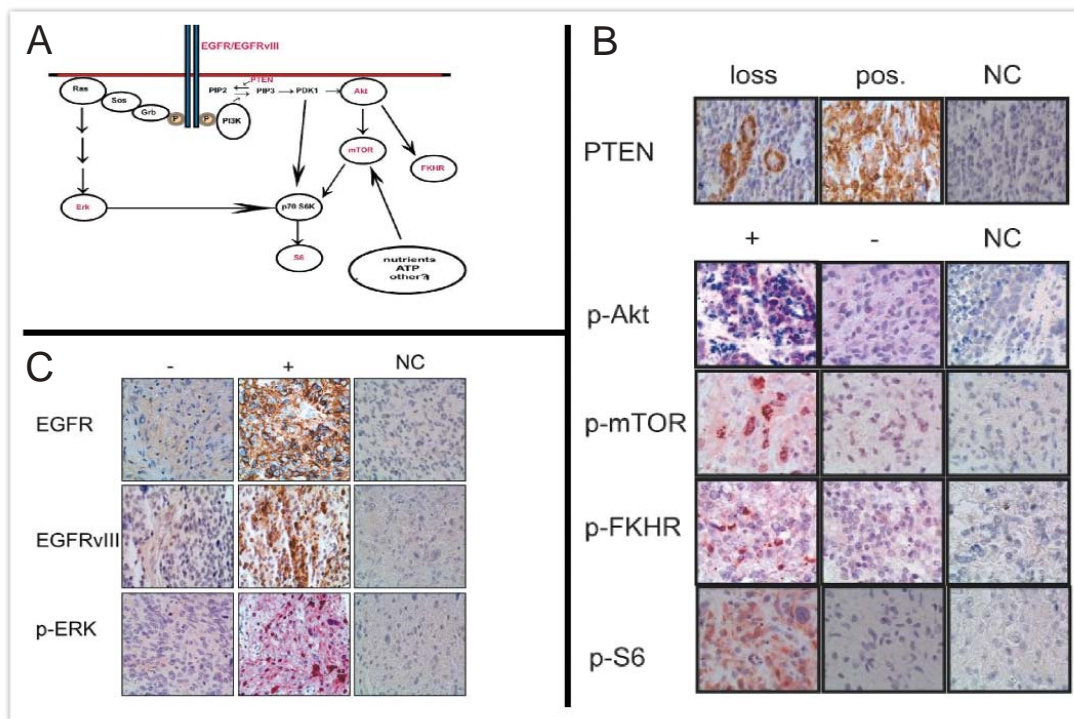 A
EGFR/EGFRvIII
PTEN
Ras
Sos
Grb
P
P
PI3K
PIP2
PIP3
PDK1
Akt
mTOR
FKHR
Erk
p70 S6K
S6
nutrients
ATP
other?
B
loss pos. NC
PTEN
+ - NC
p-Akt
p-mTOR
p-FKHR
p-S6
C
- + NC
EGFR
EGFRvIII
p-ERK